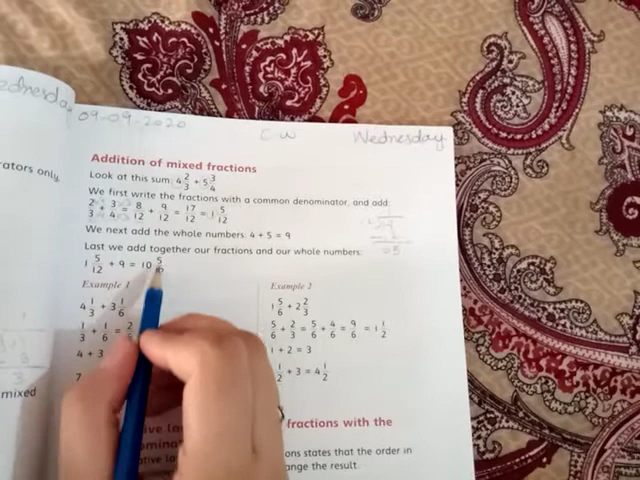 09-09-2020
C-W
Wednesday
Addition of mixed fractions
Look at this sum: 4 2/3 + 5 3/4
We first write the fractions with a common denominator, and add:
2/3 + 3/4 = 8/12 + 9/12 = 17/12 = 1 5/12
We next add the whole numbers: 4 + 5 = 9
Last we add together our fractions and our whole numbers:
1 5/12 + 9 = 10 5/
Example 1
4 1/3 + 3 1/6
1/3 + 1/6 = 2/
4 + 3
7
Example 2
1 5/6 + 2 2/3
5/6 + 2/3 = 5/6 + 4/6 = 9/6 = 1 1/2
1 + 2 = 3
1/2 + 3 = 4 1/2
fractions with the
ons states that the order in
ange the result.
rators only,
mixed